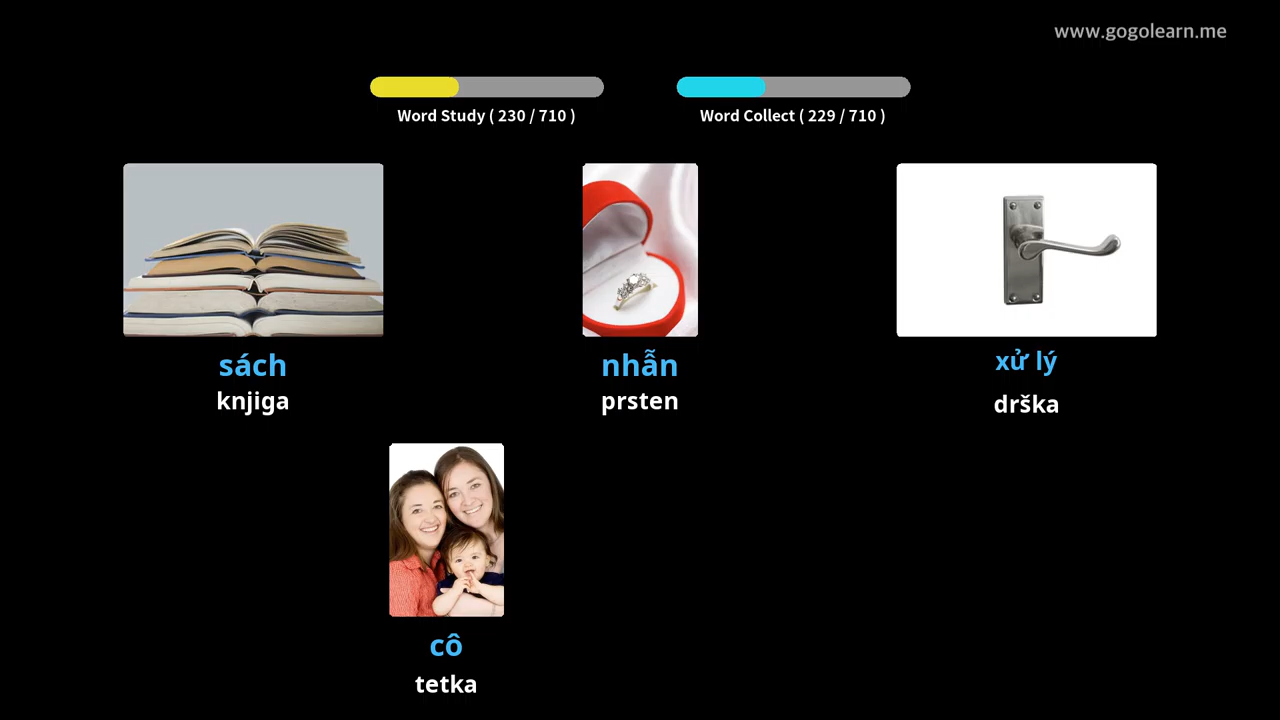 www.gogolearn.me
Word Study ( 230 / 710 )
Word Collect ( 229 / 710 )
sách
knjiga
nhẫn
prsten
xử lý
drška
cô
tetka